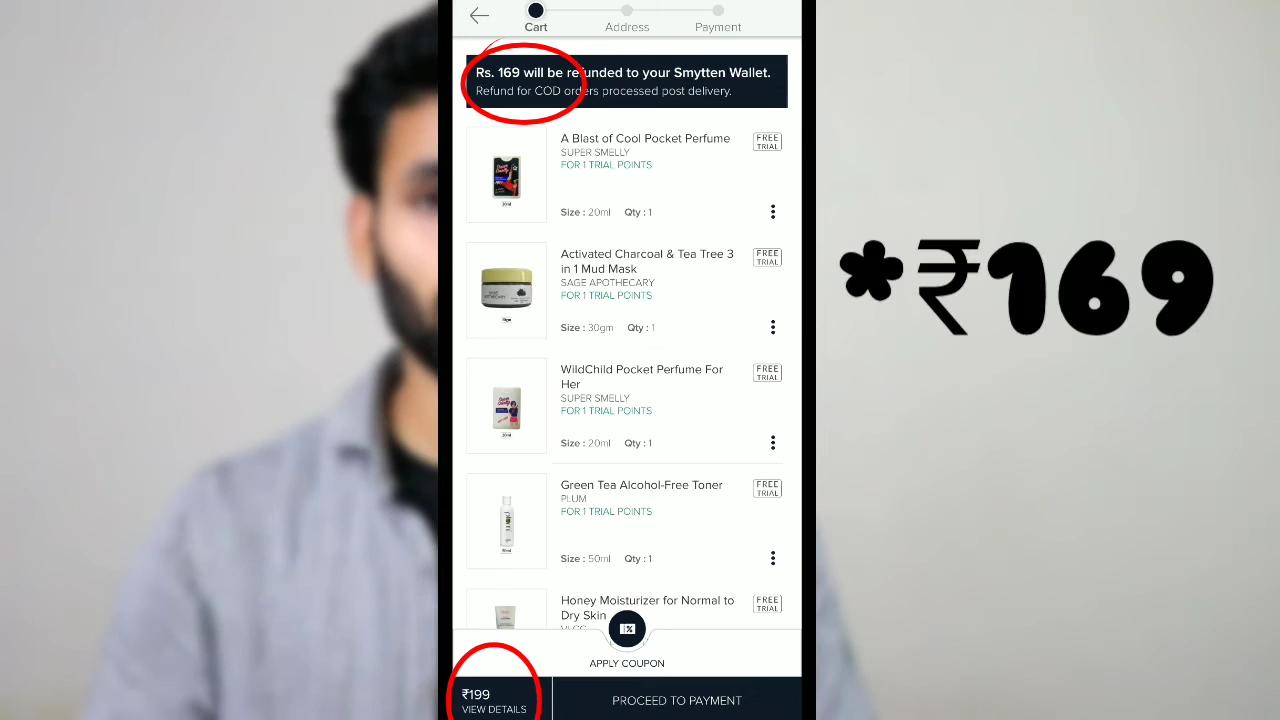 Cart
Address
Payment
Rs. 169 will be refunded to your Smytten Wallet.
Refund for COD orders processed post delivery.
A Blast of Cool Pocket Perfume
FREE TRIAL
SUPER SMELLY
FOR 1 TRIAL POINTS
20ml
Size : 20ml Qty : 1
Activated Charcoal & Tea Tree 3
in 1 Mud Mask
FREE TRIAL
SAGE APOTHECARY
FOR 1 TRIAL POINTS
Size : 30gm Qty : 1
WildChild Pocket Perfume For
Her
FREE TRIAL
SUPER SMELLY
FOR 1 TRIAL POINTS
20ml
Size : 20ml Qty : 1
Green Tea Alcohol-Free Toner
FREE TRIAL
PLUM
FOR 1 TRIAL POINTS
Size : 50ml Qty : 1
Honey Moisturizer for Normal to
Dry Skin
FREE TRIAL
VLCC
APPLY COUPON
₹199
VIEW DETAILS
PROCEED TO PAYMENT
*₹169